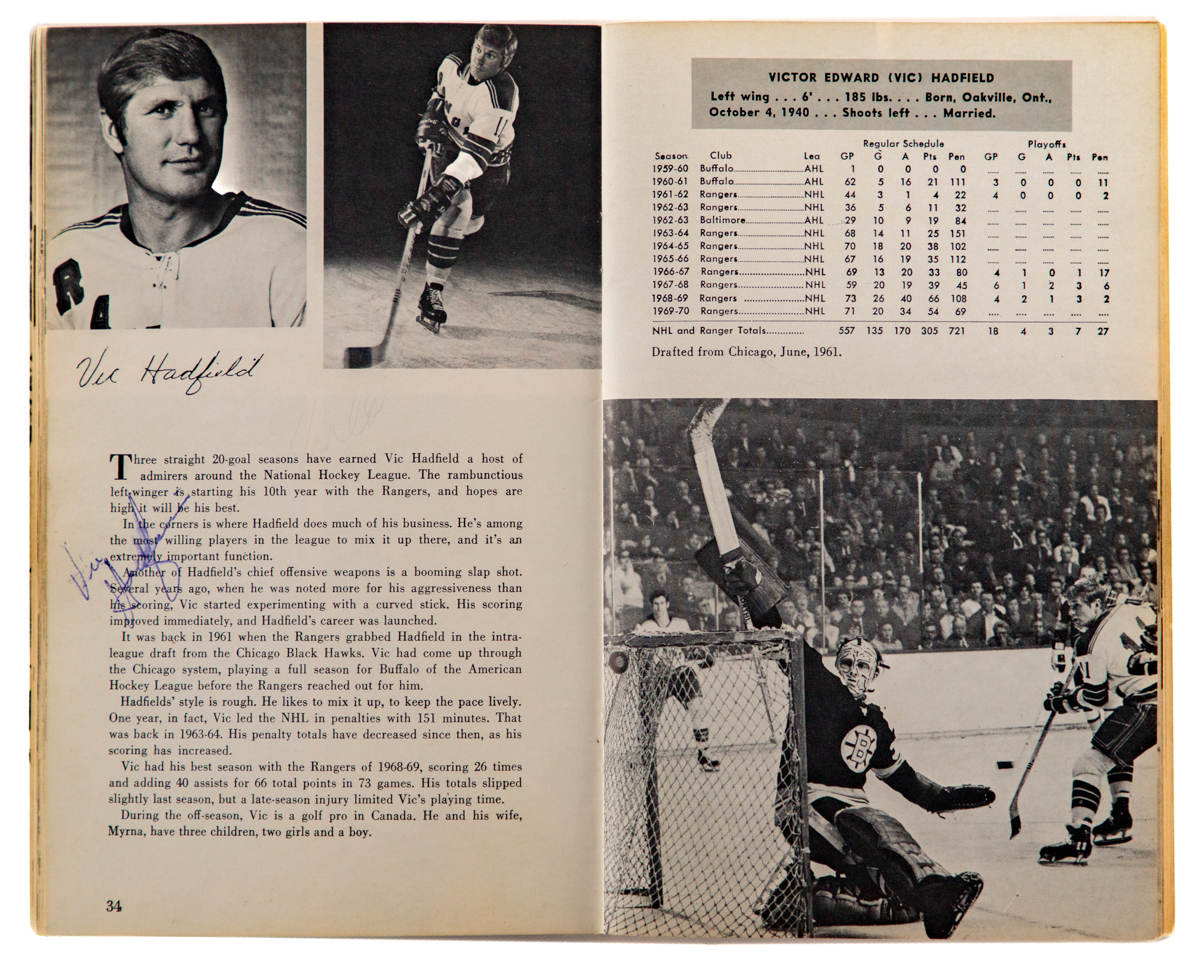 R
A
11
Vic Hadfield
Three straight 20-goal seasons have earned Vic Hadfield a host of
admirers around the National Hockey League. The rambunctious
left-winger is starting his 10th year with the Rangers, and hopes are
high it will be his best.
In the corners is where Hadfield does much of his business. He's among
the most willing players in the league to mix it up there, and it's an
extremely important function.
Another of Hadfield's chief offensive weapons is a booming slap shot.
Several years ago, when he was noted more for his aggressiveness than
his scoring, Vic started experimenting with a curved stick. His scoring
improved immediately, and Hadfield's career was launched.
It was back in 1961 when the Rangers grabbed Hadfield in the intra-
league draft from the Chicago Black Hawks. Vic had come up through
the Chicago system, playing a full season for Buffalo of the American
Hockey League before the Rangers reached out for him.
Hadfields' style is rough. He likes to mix it up, to keep the pace lively.
One year, in fact, Vic led the NHL in penalties with 151 minutes. That
was back in 1963-64. His penalty totals have decreased since then, as his
scoring has increased.
Vic had his best season with the Rangers of 1968-69, scoring 26 times
and adding 40 assists for 66 total points in 73 games. His totals slipped
slightly last season, but a late-season injury limited Vic's playing time.
During the off-season, Vic is a golf pro in Canada. He and his wife,
Myrna, have three children, two girls and a boy.
Vic Hadfield
34
VICTOR EDWARD (VIC) HADFIELD
Left wing . . . 6' . . . 185 lbs. . . . Born, Oakville, Ont.,
October 4, 1940 . . . Shoots left . . . Married.
Regular Schedule Playoffs
Season Club Lea GP G A Pts Pen GP G A Pts Pen
1959-60 Buffalo AHL 1 0 0 0 0 ..... ..... ..... ..... .....
1960-61 Buffalo AHL 62 5 16 21 111 3 0 0 0 11
1961-62 Rangers NHL 44 3 1 4 22 4 0 0 0 2
1962-63 Rangers NHL 36 5 6 11 32 ..... ..... ..... ..... .....
1962-63 Baltimore AHL 29 10 9 19 84 ..... ..... ..... ..... .....
1963-64 Rangers NHL 68 14 11 25 151 ..... ..... ..... ..... .....
1964-65 Rangers NHL 70 18 20 38 102 ..... ..... ..... ..... .....
1965-66 Rangers NHL 67 16 19 35 112 ..... ..... ..... ..... .....
1966-67 Rangers NHL 69 13 20 33 80 4 1 0 1 17
1967-68 Rangers NHL 59 20 19 39 45 6 1 2 3 6
1968-69 Rangers NHL 73 26 40 66 108 4 2 1 3 2
1969-70 Rangers NHL 71 20 34 54 69 .... .... .... .... ....
NHL and Ranger Totals 557 135 170 305 721 18 4 3 7 27
Drafted from Chicago, June, 1961.
B